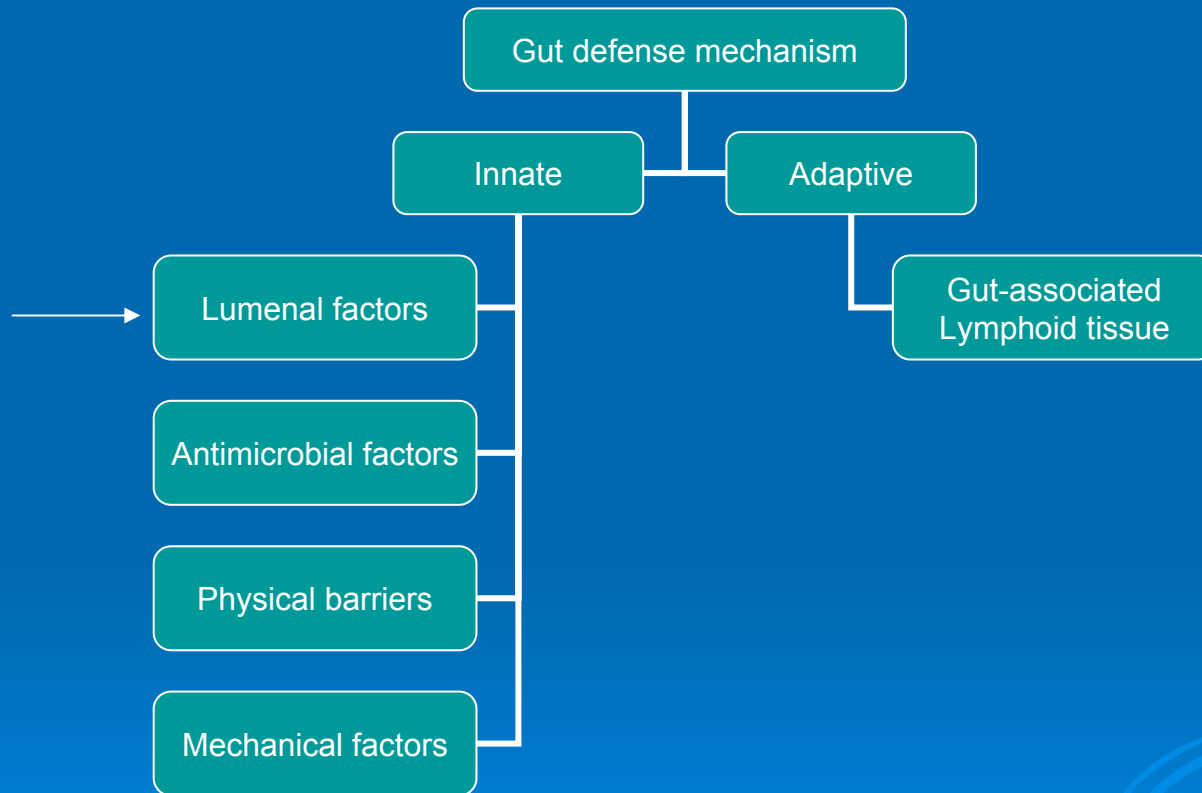 Gut defense mechanism
Innate
Adaptive
Lumenal factors
Gut-associated
Lymphoid tissue
Antimicrobial factors
Physical barriers
Mechanical factors